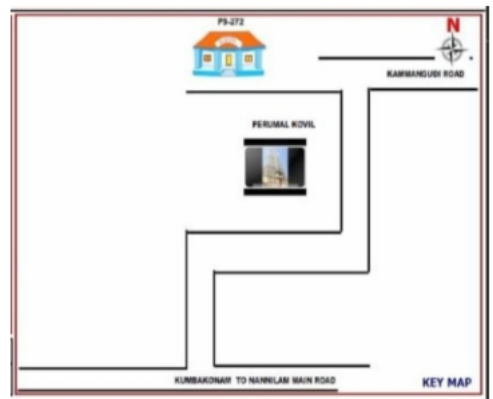 PS-272
N
KAMMANGUDI ROAD
PERUMAL KOVIL
KUMBAKONAM TO NANNILAM MAIN ROAD
KEY MAP